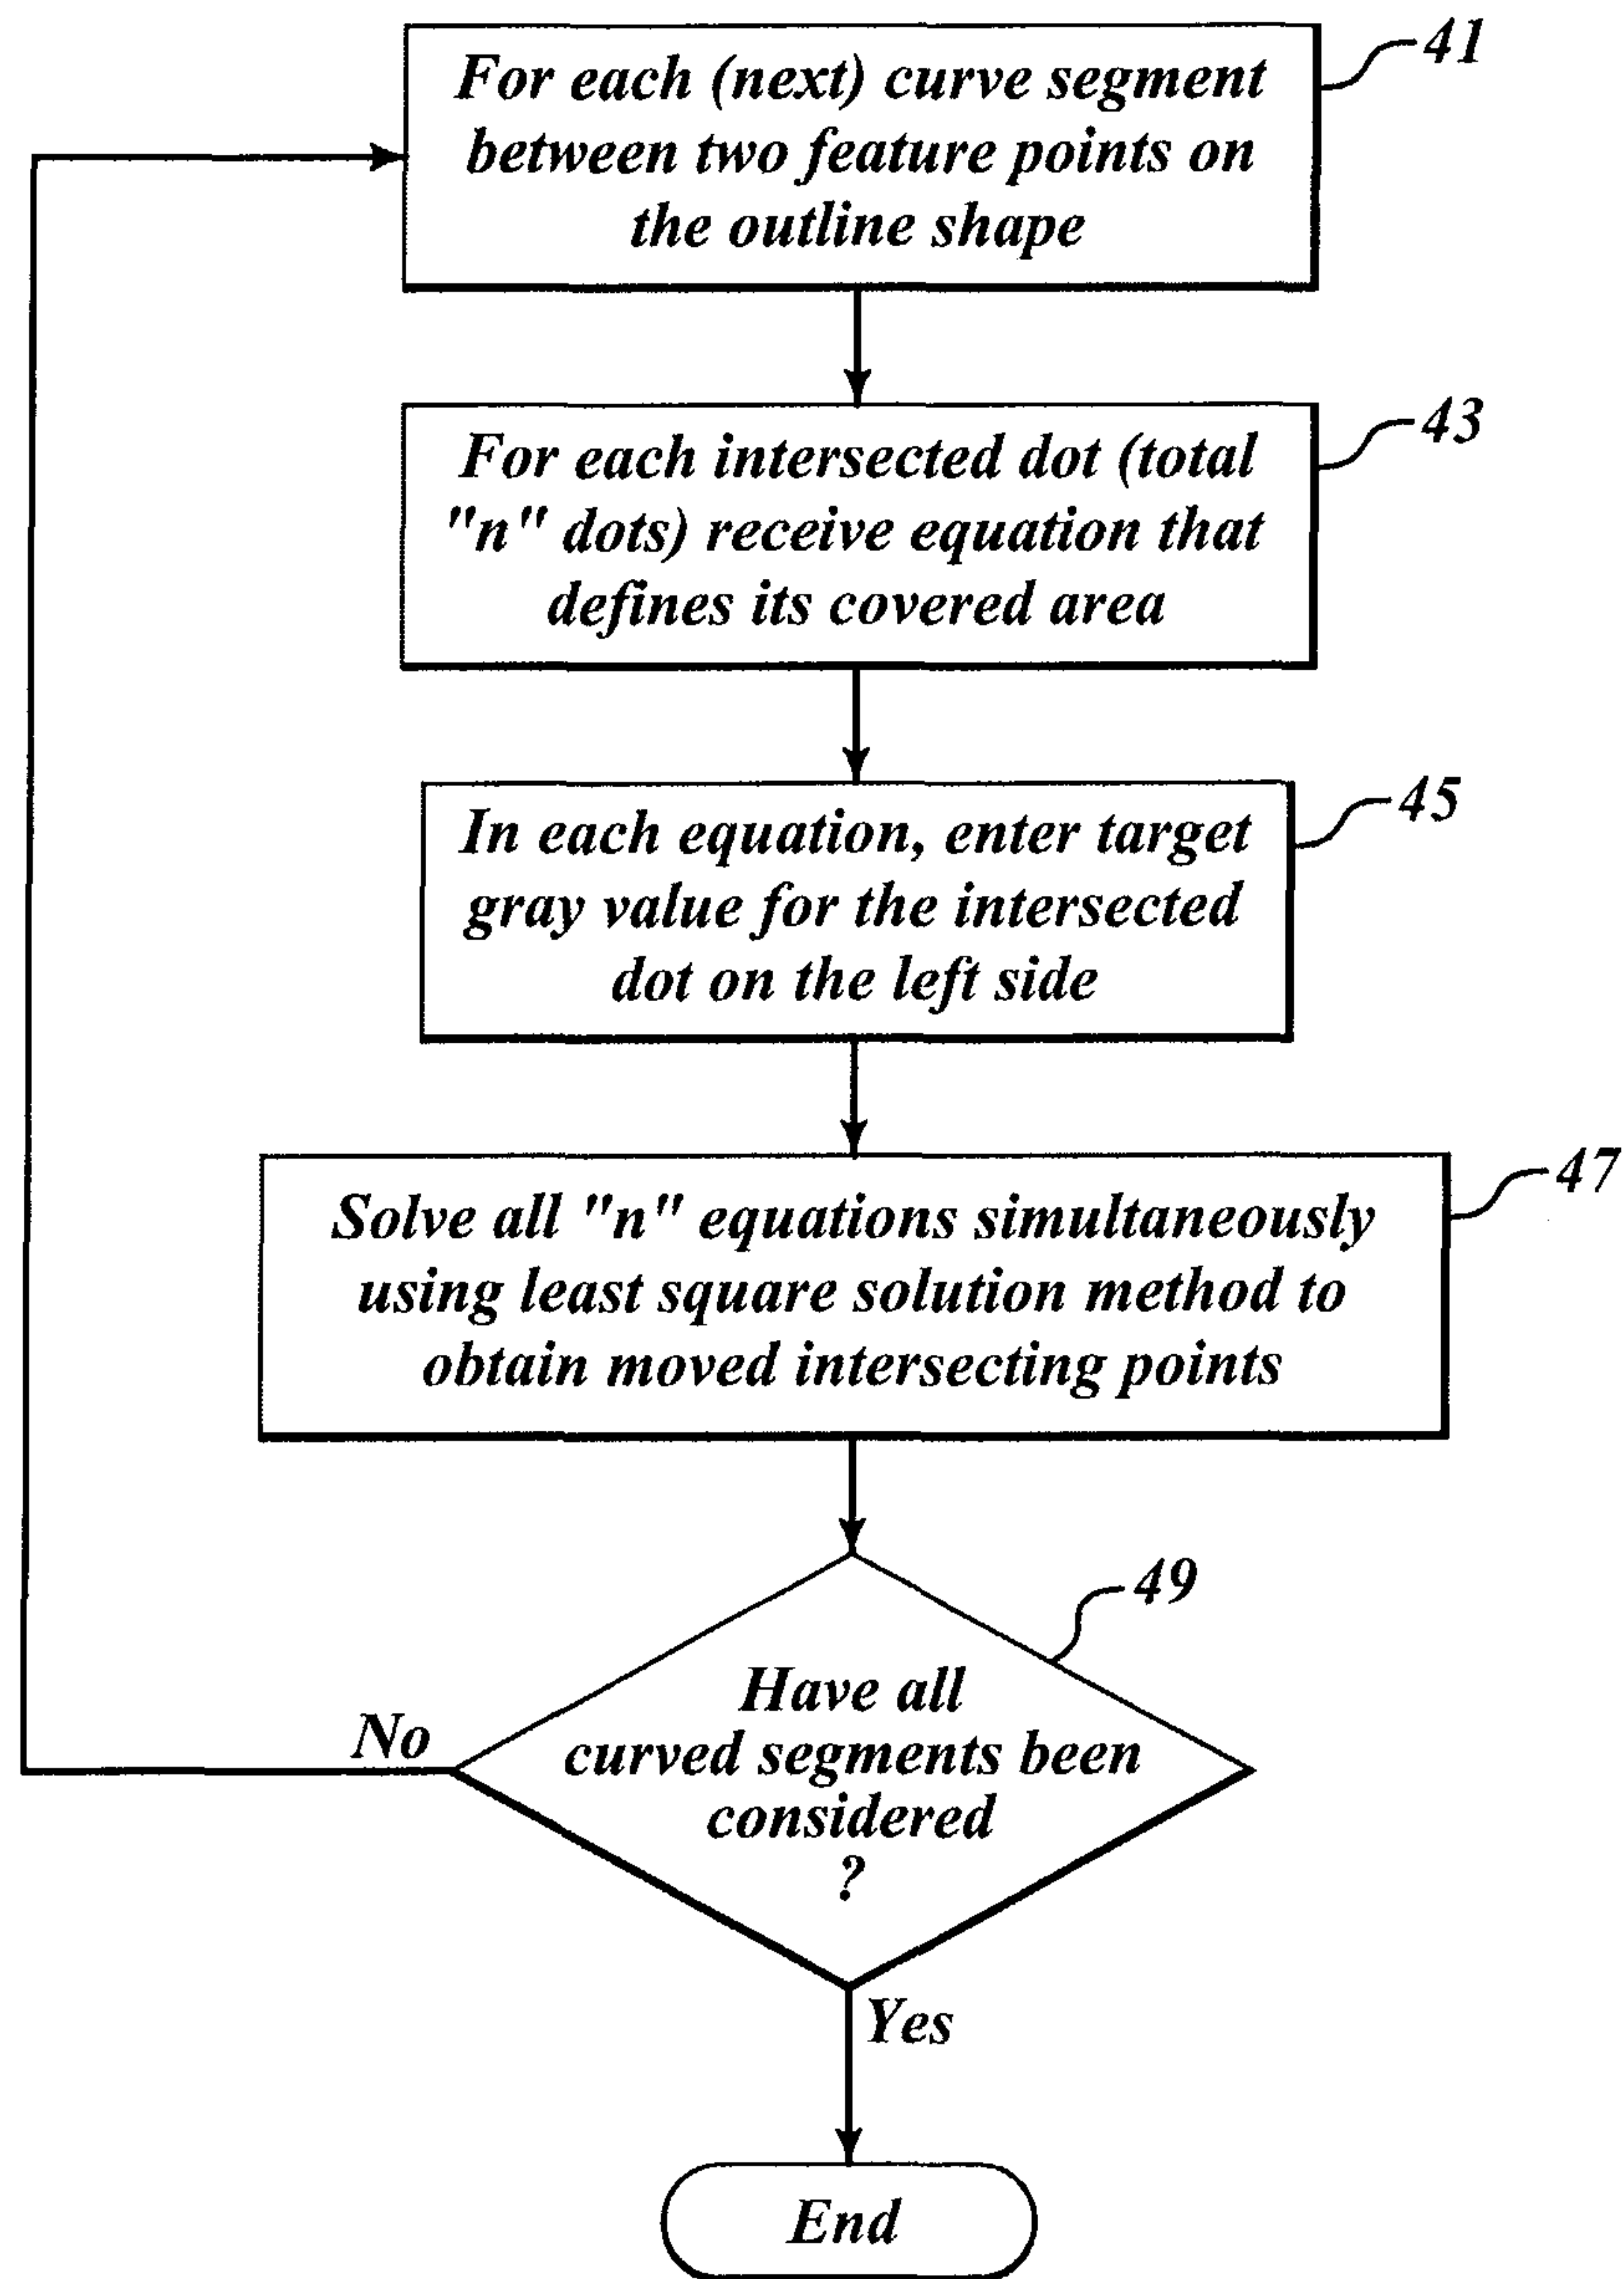 41
For each (next) curve segment
between two feature points on
the outline shape
43
For each intersected dot (total
"n" dots) receive equation that
defines its covered area
45
In each equation, enter target
gray value for the intersected
dot on the left side
47
Solve all "n" equations simultaneously
using least square solution method to
obtain moved intersecting points
49
Have all
curved segments been
considered
?
No
Yes
End